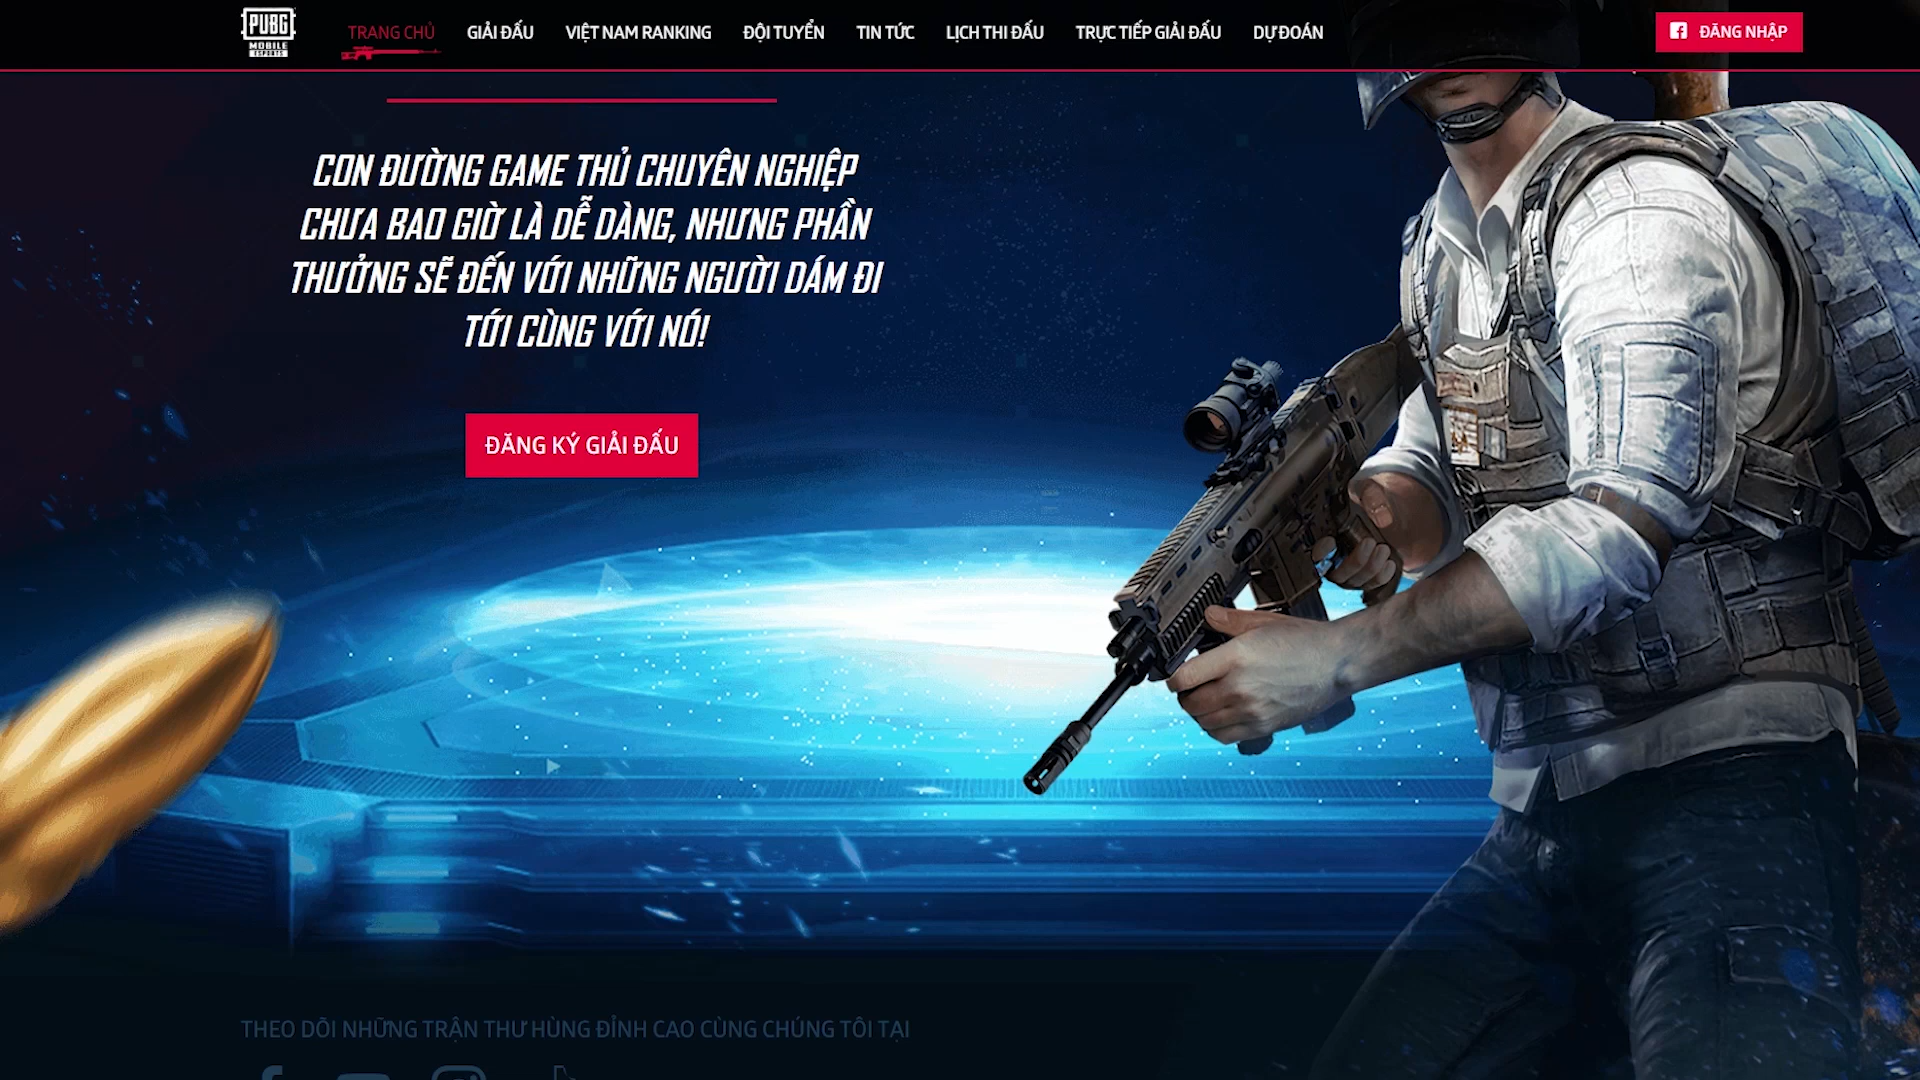 PUBG
MOBILE
ESPORTS
TRANG CHỦ
GIẢI ĐẤU
VIỆT NAM RANKING
ĐỘI TUYỂN
TIN TỨC
LỊCH THI ĐẤU
TRỰC TIẾP GIẢI ĐẤU
DỰ ĐOÁN
ĐĂNG NHẬP
CON ĐƯỜNG GAME THỦ CHUYÊN NGHIỆP
CHƯA BAO GIỜ LÀ DỄ DÀNG, NHƯNG PHẦN
THƯỞNG SẼ ĐẾN VỚI NHỮNG NGƯỜI DÁM ĐI
TỚI CÙNG VỚI NÓ!
ĐĂNG KÝ GIẢI ĐẤU
THEO DÕI NHỮNG TRẬN THƯ HÙNG ĐỈNH CAO CÙNG CHÚNG TÔI TẠI